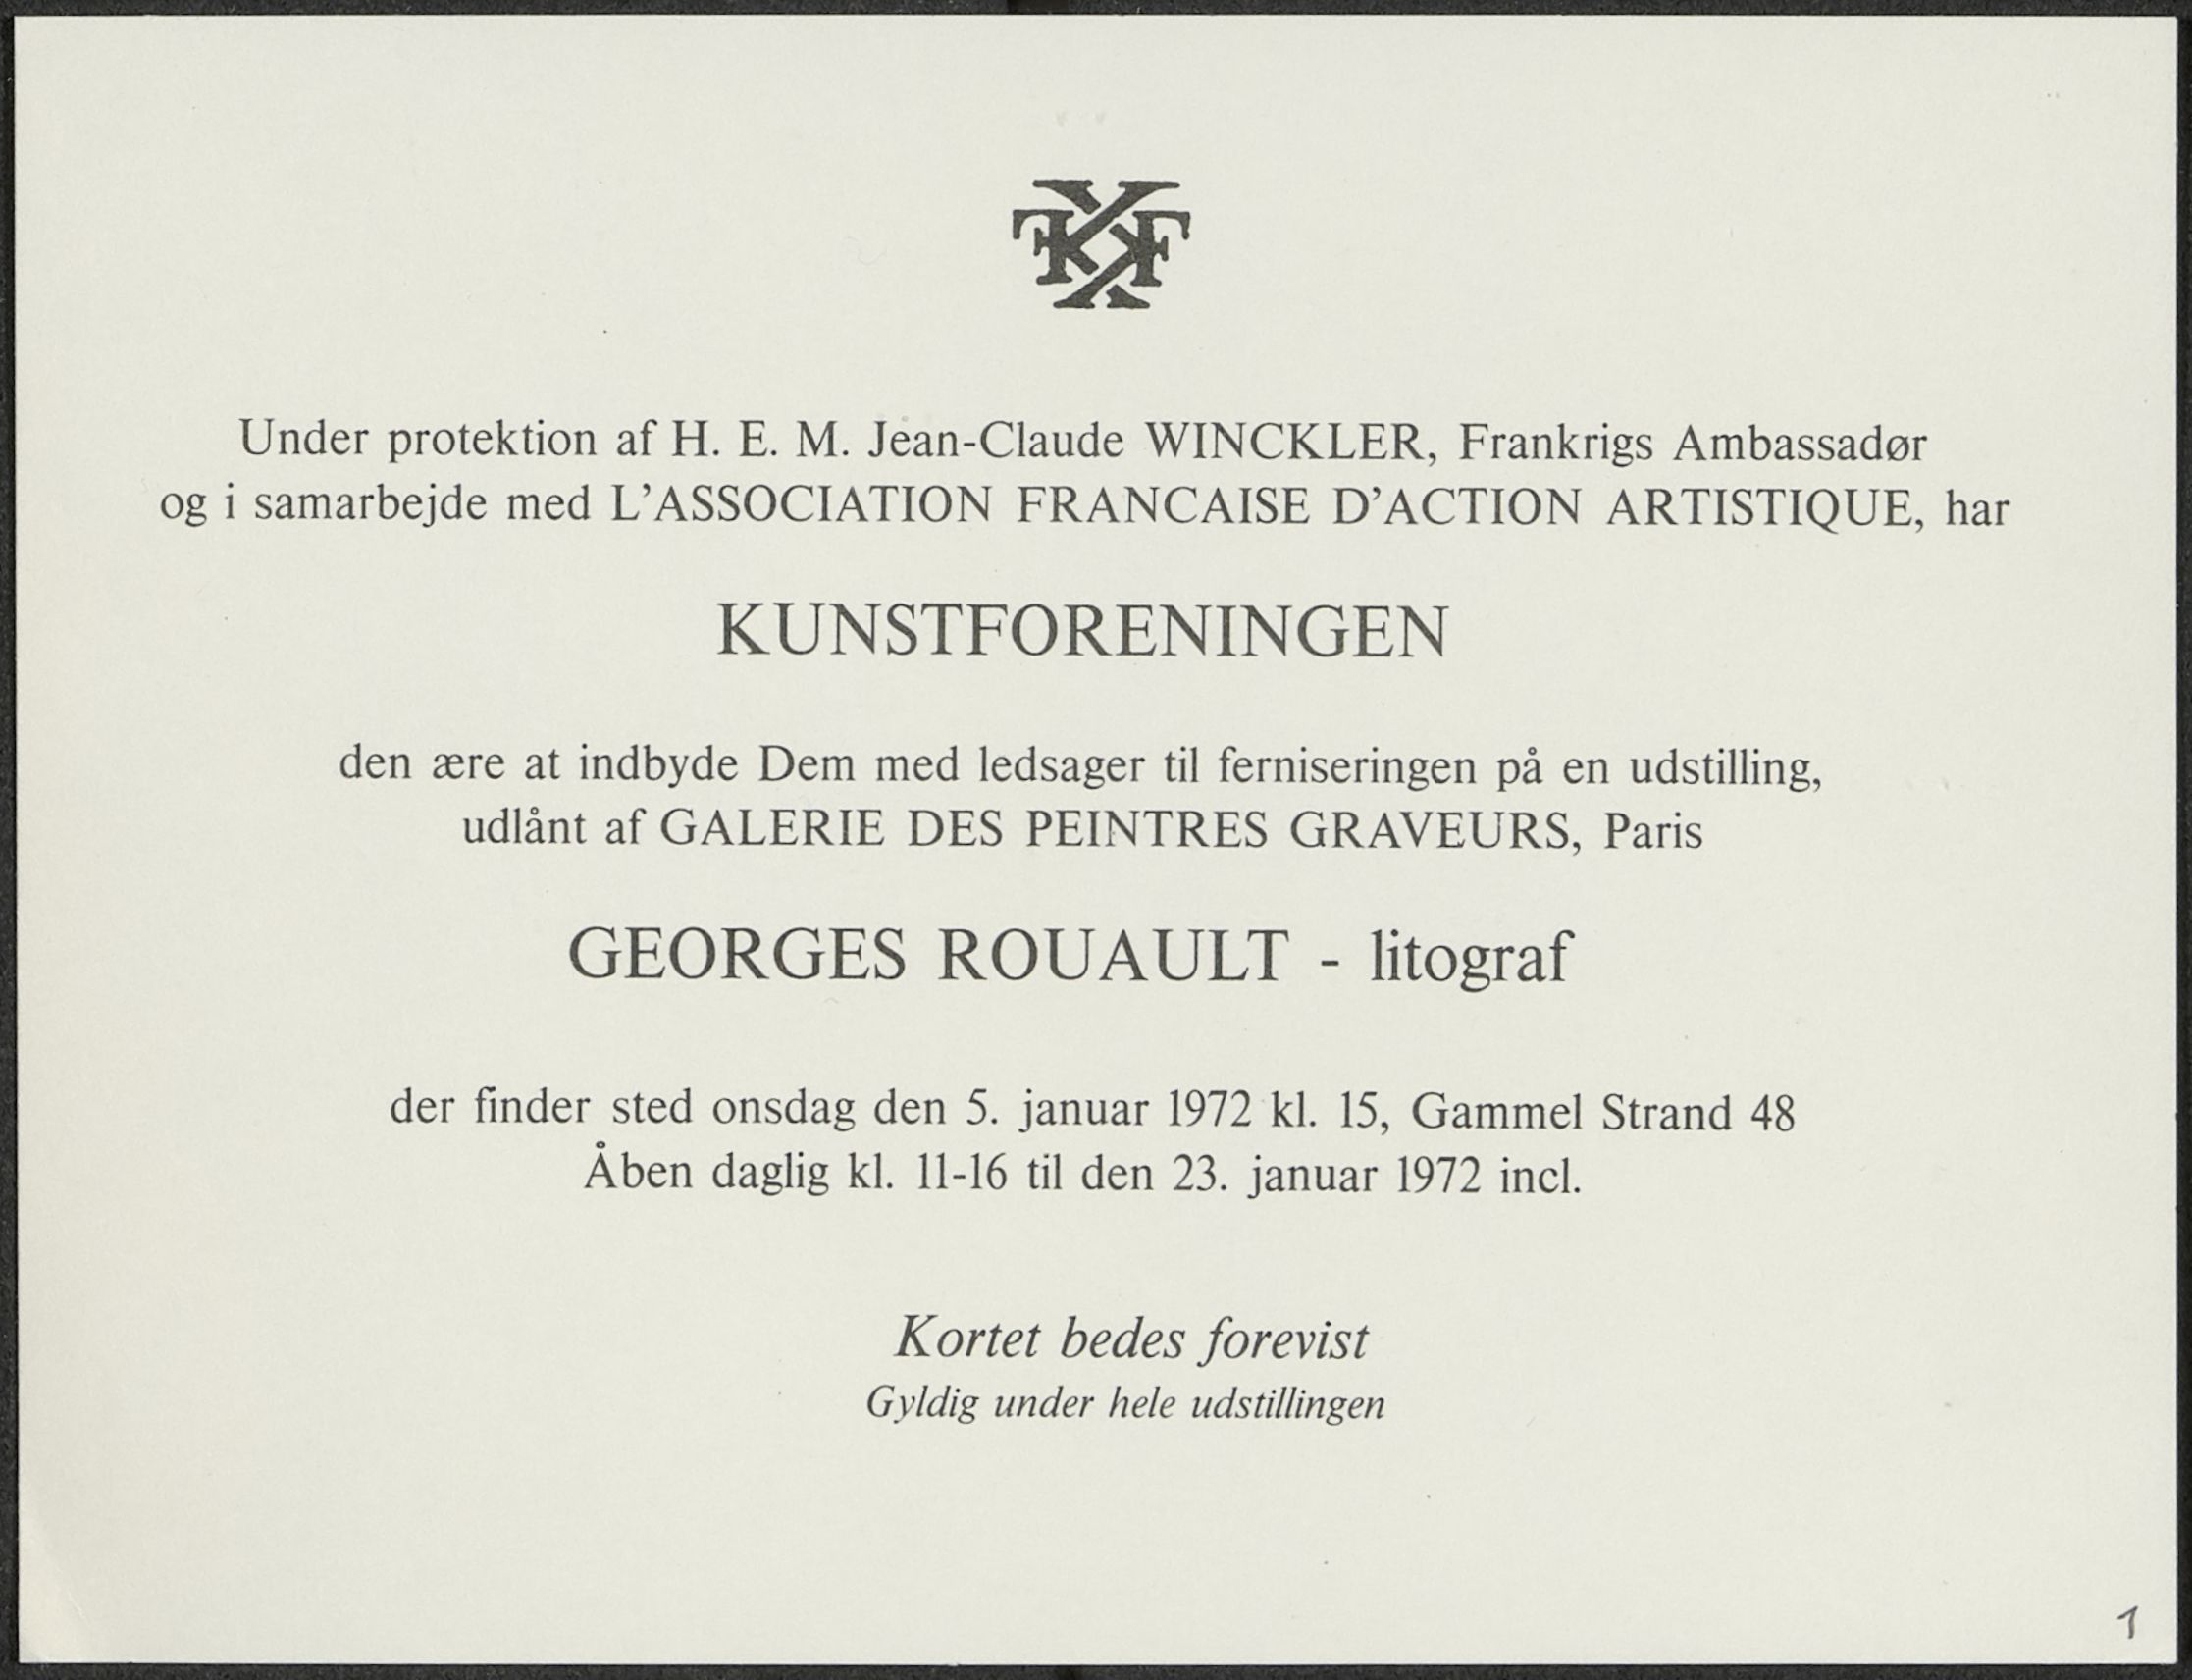 Under protektion af H. E. M. Jean-Claude WINCKLER, Frankrigs Ambassadør
og i samarbejde med L'ASSOCIATION FRANCAISE D'ACTION ARTISTIQUE, har
KUNSTFORENINGEN
den ære at indbyde Dem med ledsager til ferniseringen på en udstilling,
udlånt af GALERIE DES PEINTRES GRAVEURS, Paris
GEORGES ROUAULT - litograf
der finder sted onsdag den 5. januar 1972 kl. 15, Gammel Strand 48
Åben daglig kl. 11-16 til den 23. januar 1972 incl.
Kortet bedes forevist
Gyldig under hele udstillingen
1